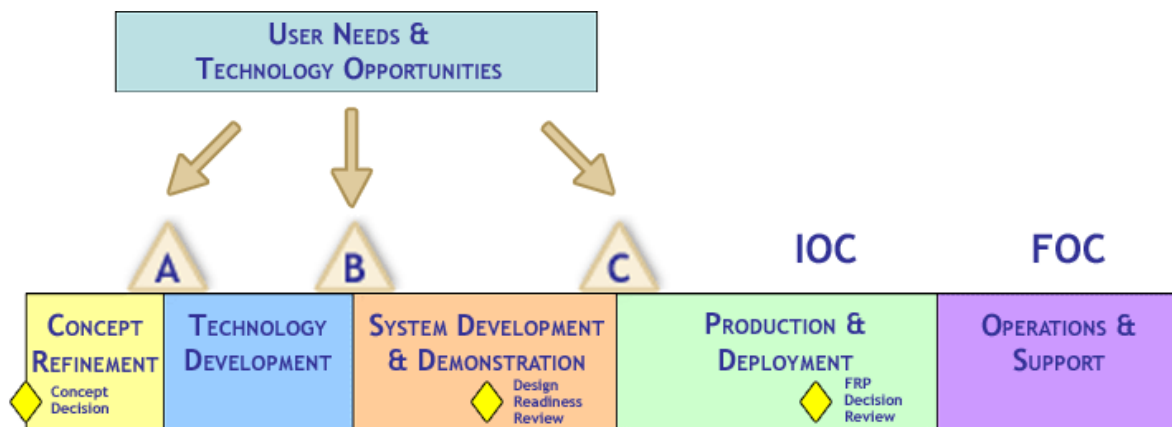 USER NEEDS &
TECHNOLOGY OPPORTUNITIES
A
B
C
IOC
FOC
CONCEPT
REFINEMENT
Concept
Decision
TECHNOLOGY
DEVELOPMENT
SYSTEM DEVELOPMENT
& DEMONSTRATION
Design
Readiness
Review
PRODUCTION &
DEPLOYMENT
FRP
Decision
Review
OPERATIONS &
SUPPORT